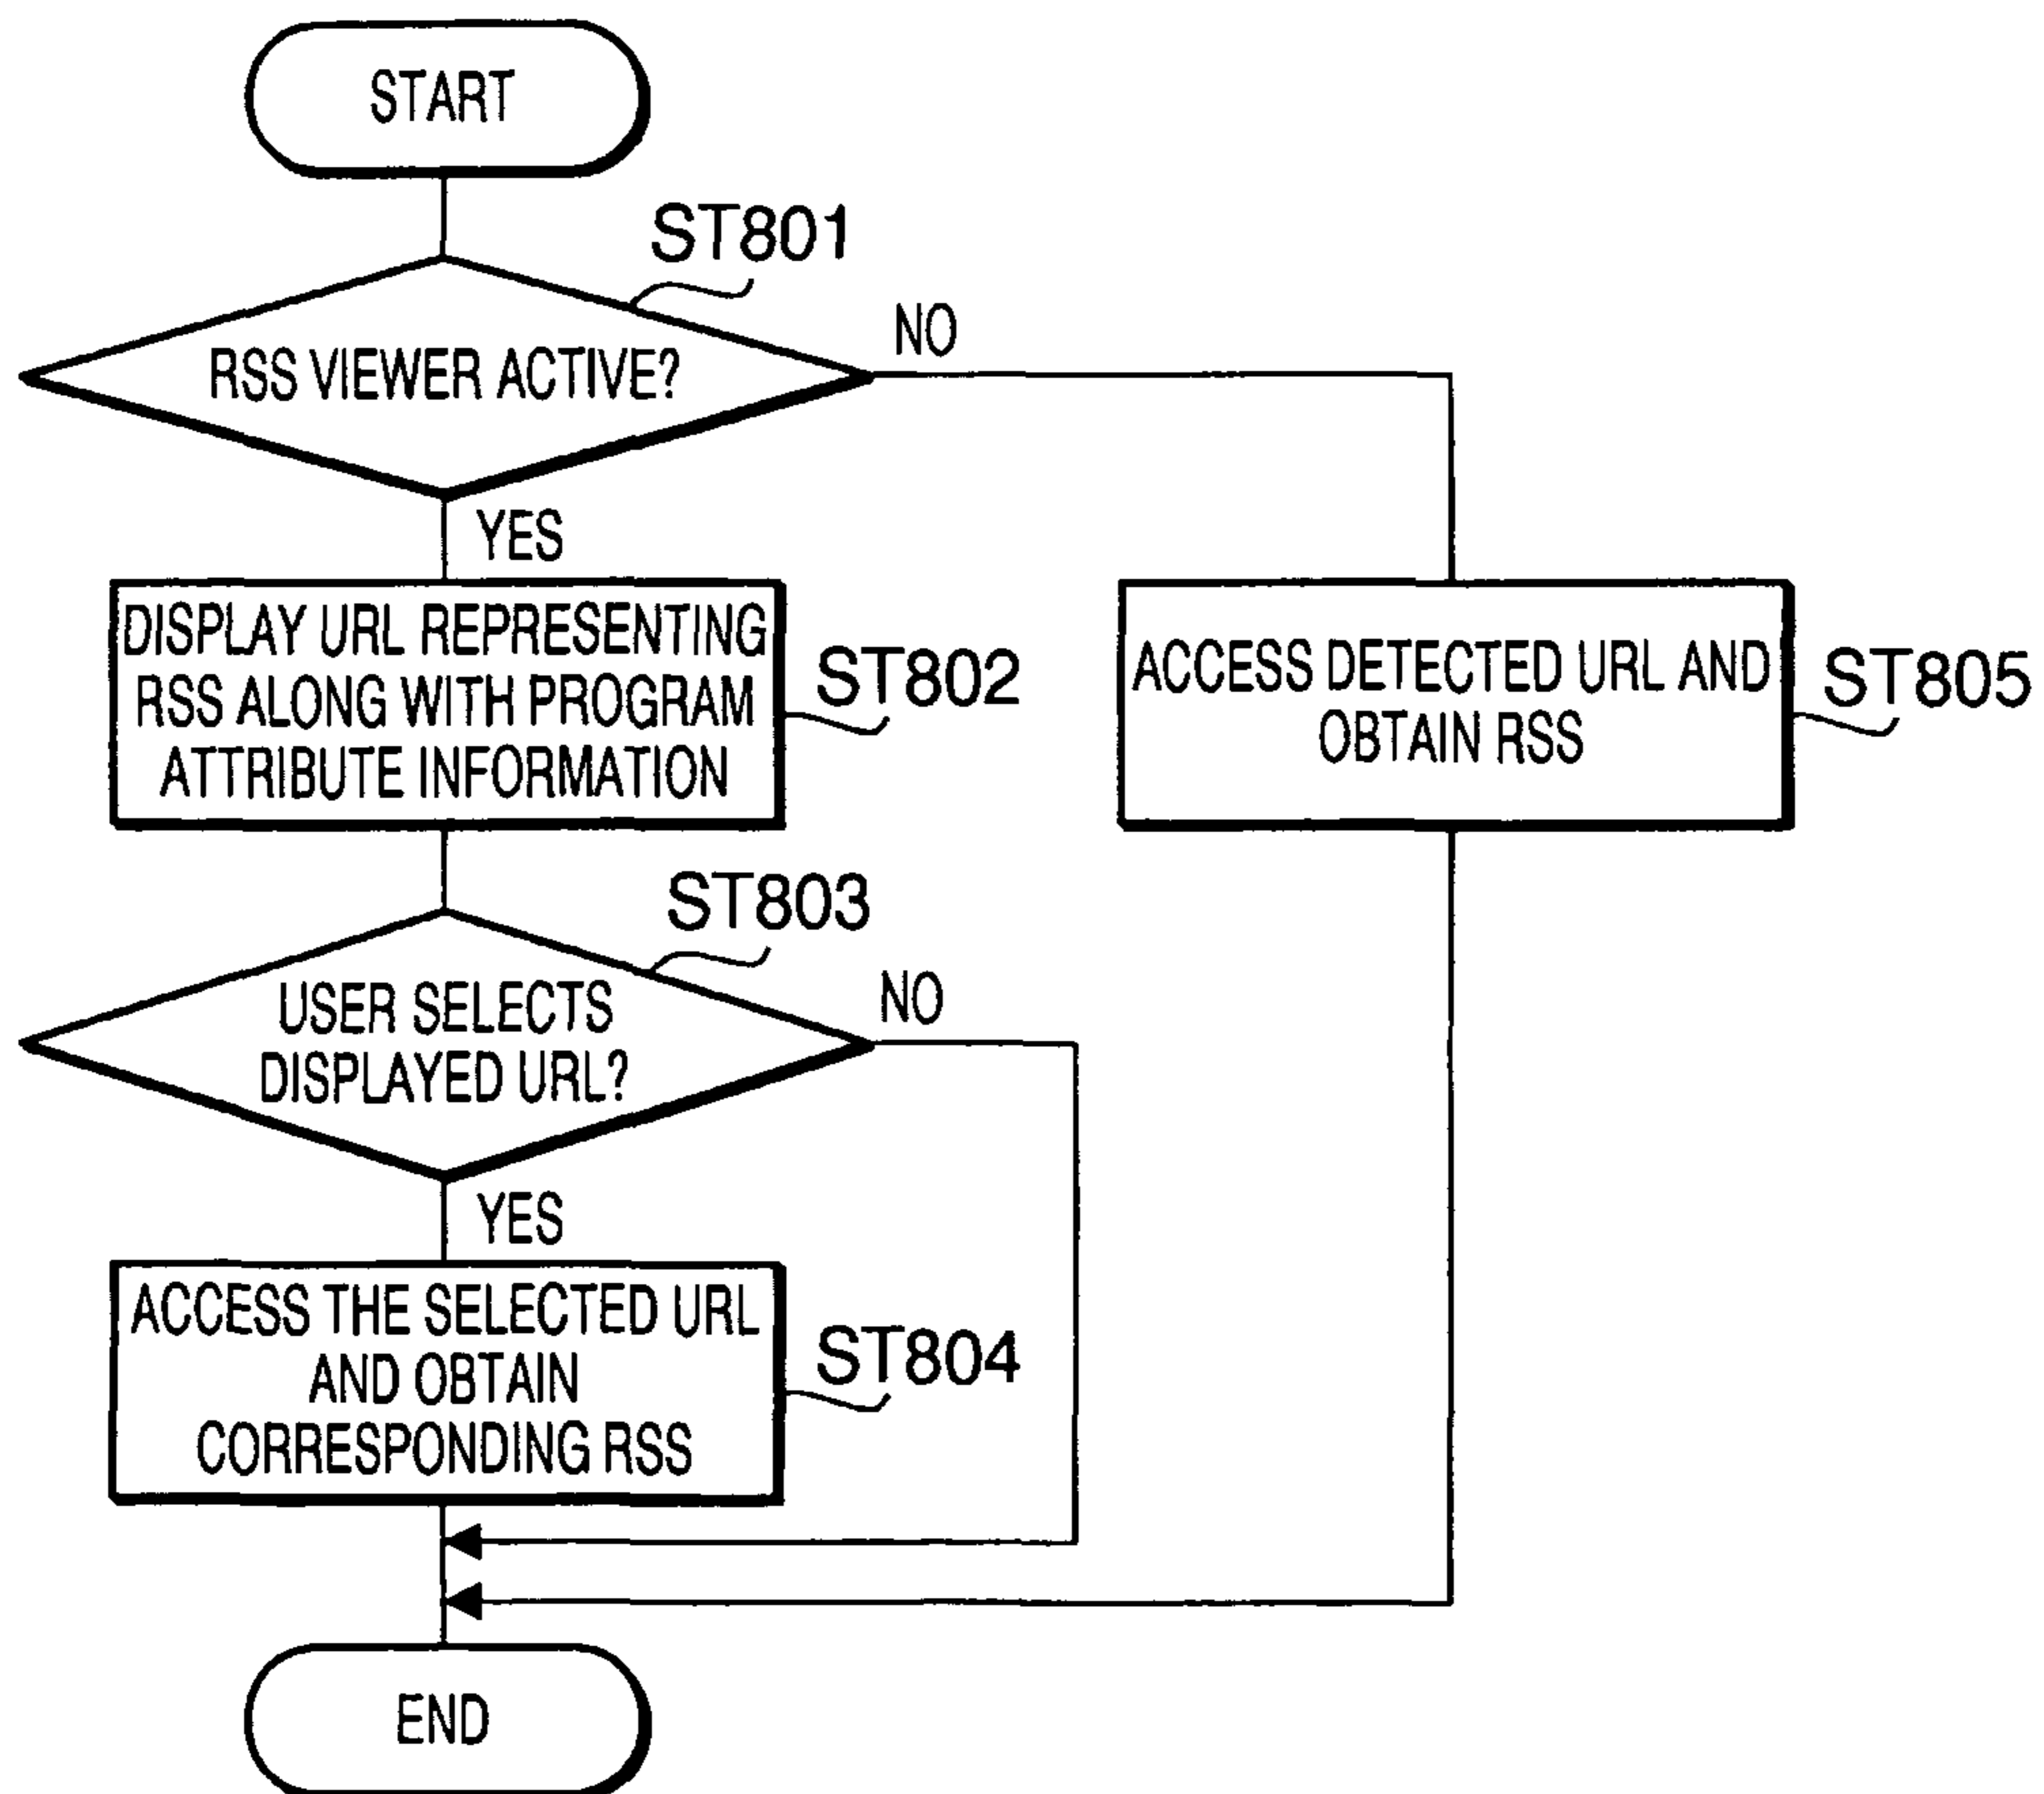 START
ST801
RSS VIEWER ACTIVE?
NO
YES
DISPLAY URL REPRESENTING
RSS ALONG WITH PROGRAM
ATTRIBUTE INFORMATION
ST802
ACCESS DETECTED URL AND
OBTAIN RSS
ST805
ST803
USER SELECTS
DISPLAYED URL?
NO
YES
ACCESS THE SELECTED URL
AND OBTAIN
CORRESPONDING RSS
ST804
END